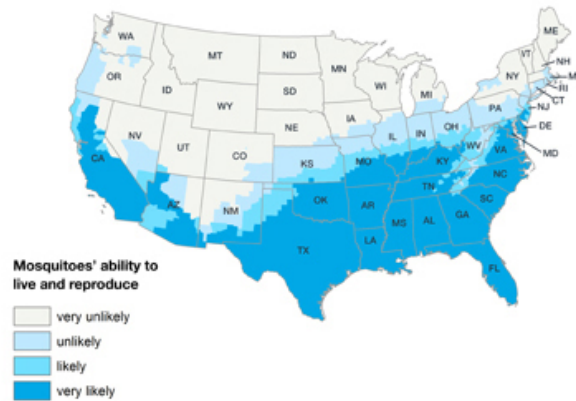 ME
WA
VT
NH
MT
ND
MN
OR
NY
M
WI
RI
ID
SD
MI
CT
WY
PA
NJ
IA
NE
OH
DE
NV
IL
IN
UT
WV
CO
VA
MD
KS
MO
KY
CA
NC
TN
OK
AZ
NM
AR
SC
MS
AL
GA
TX
LA
FL
Mosquitoes' ability to
live and reproduce
very unlikely
unlikely
likely
very likely